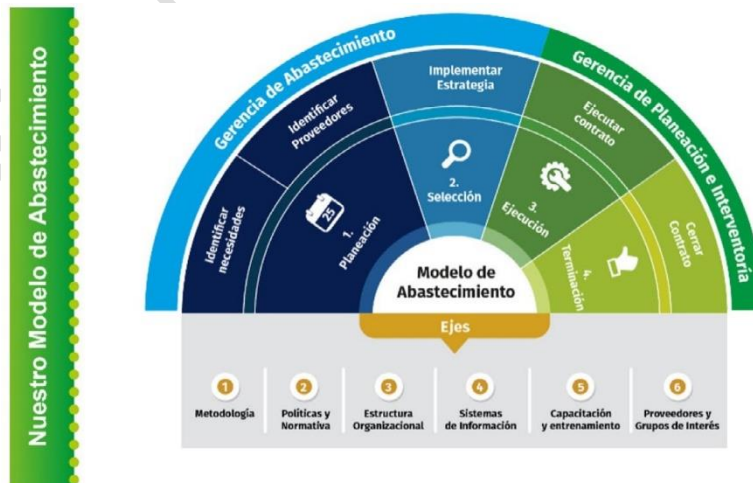 Nuestro Modelo de Abastecimiento
Gerencia de Abastecimiento
Gerencia de Planeación e Interventoría
Identificar
necesidades
Identificar
Proveedores
Implementar
Estrategia
Ejecutar
contrato
Cerrar
Contrato
25
1.
Planeación
2.
Selección
3.
Ejecución
4.
Terminación
Modelo de
Abastecimiento
Ejes
1
Metodología
2
Políticas y
Normativa
3
Estructura
Organizacional
4
Sistemas
de Información
5
Capacitación
y entrenamiento
6
Proveedores y
Grupos de Interés